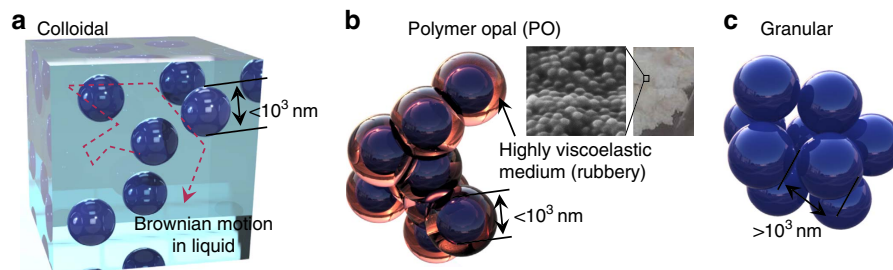 a
Colloidal
<10³ nm
Brownian motion
in liquid
b
Polymer opal (PO)
Highly viscoelastic
medium (rubbery)
<10³ nm
c
Granular
>10³ nm